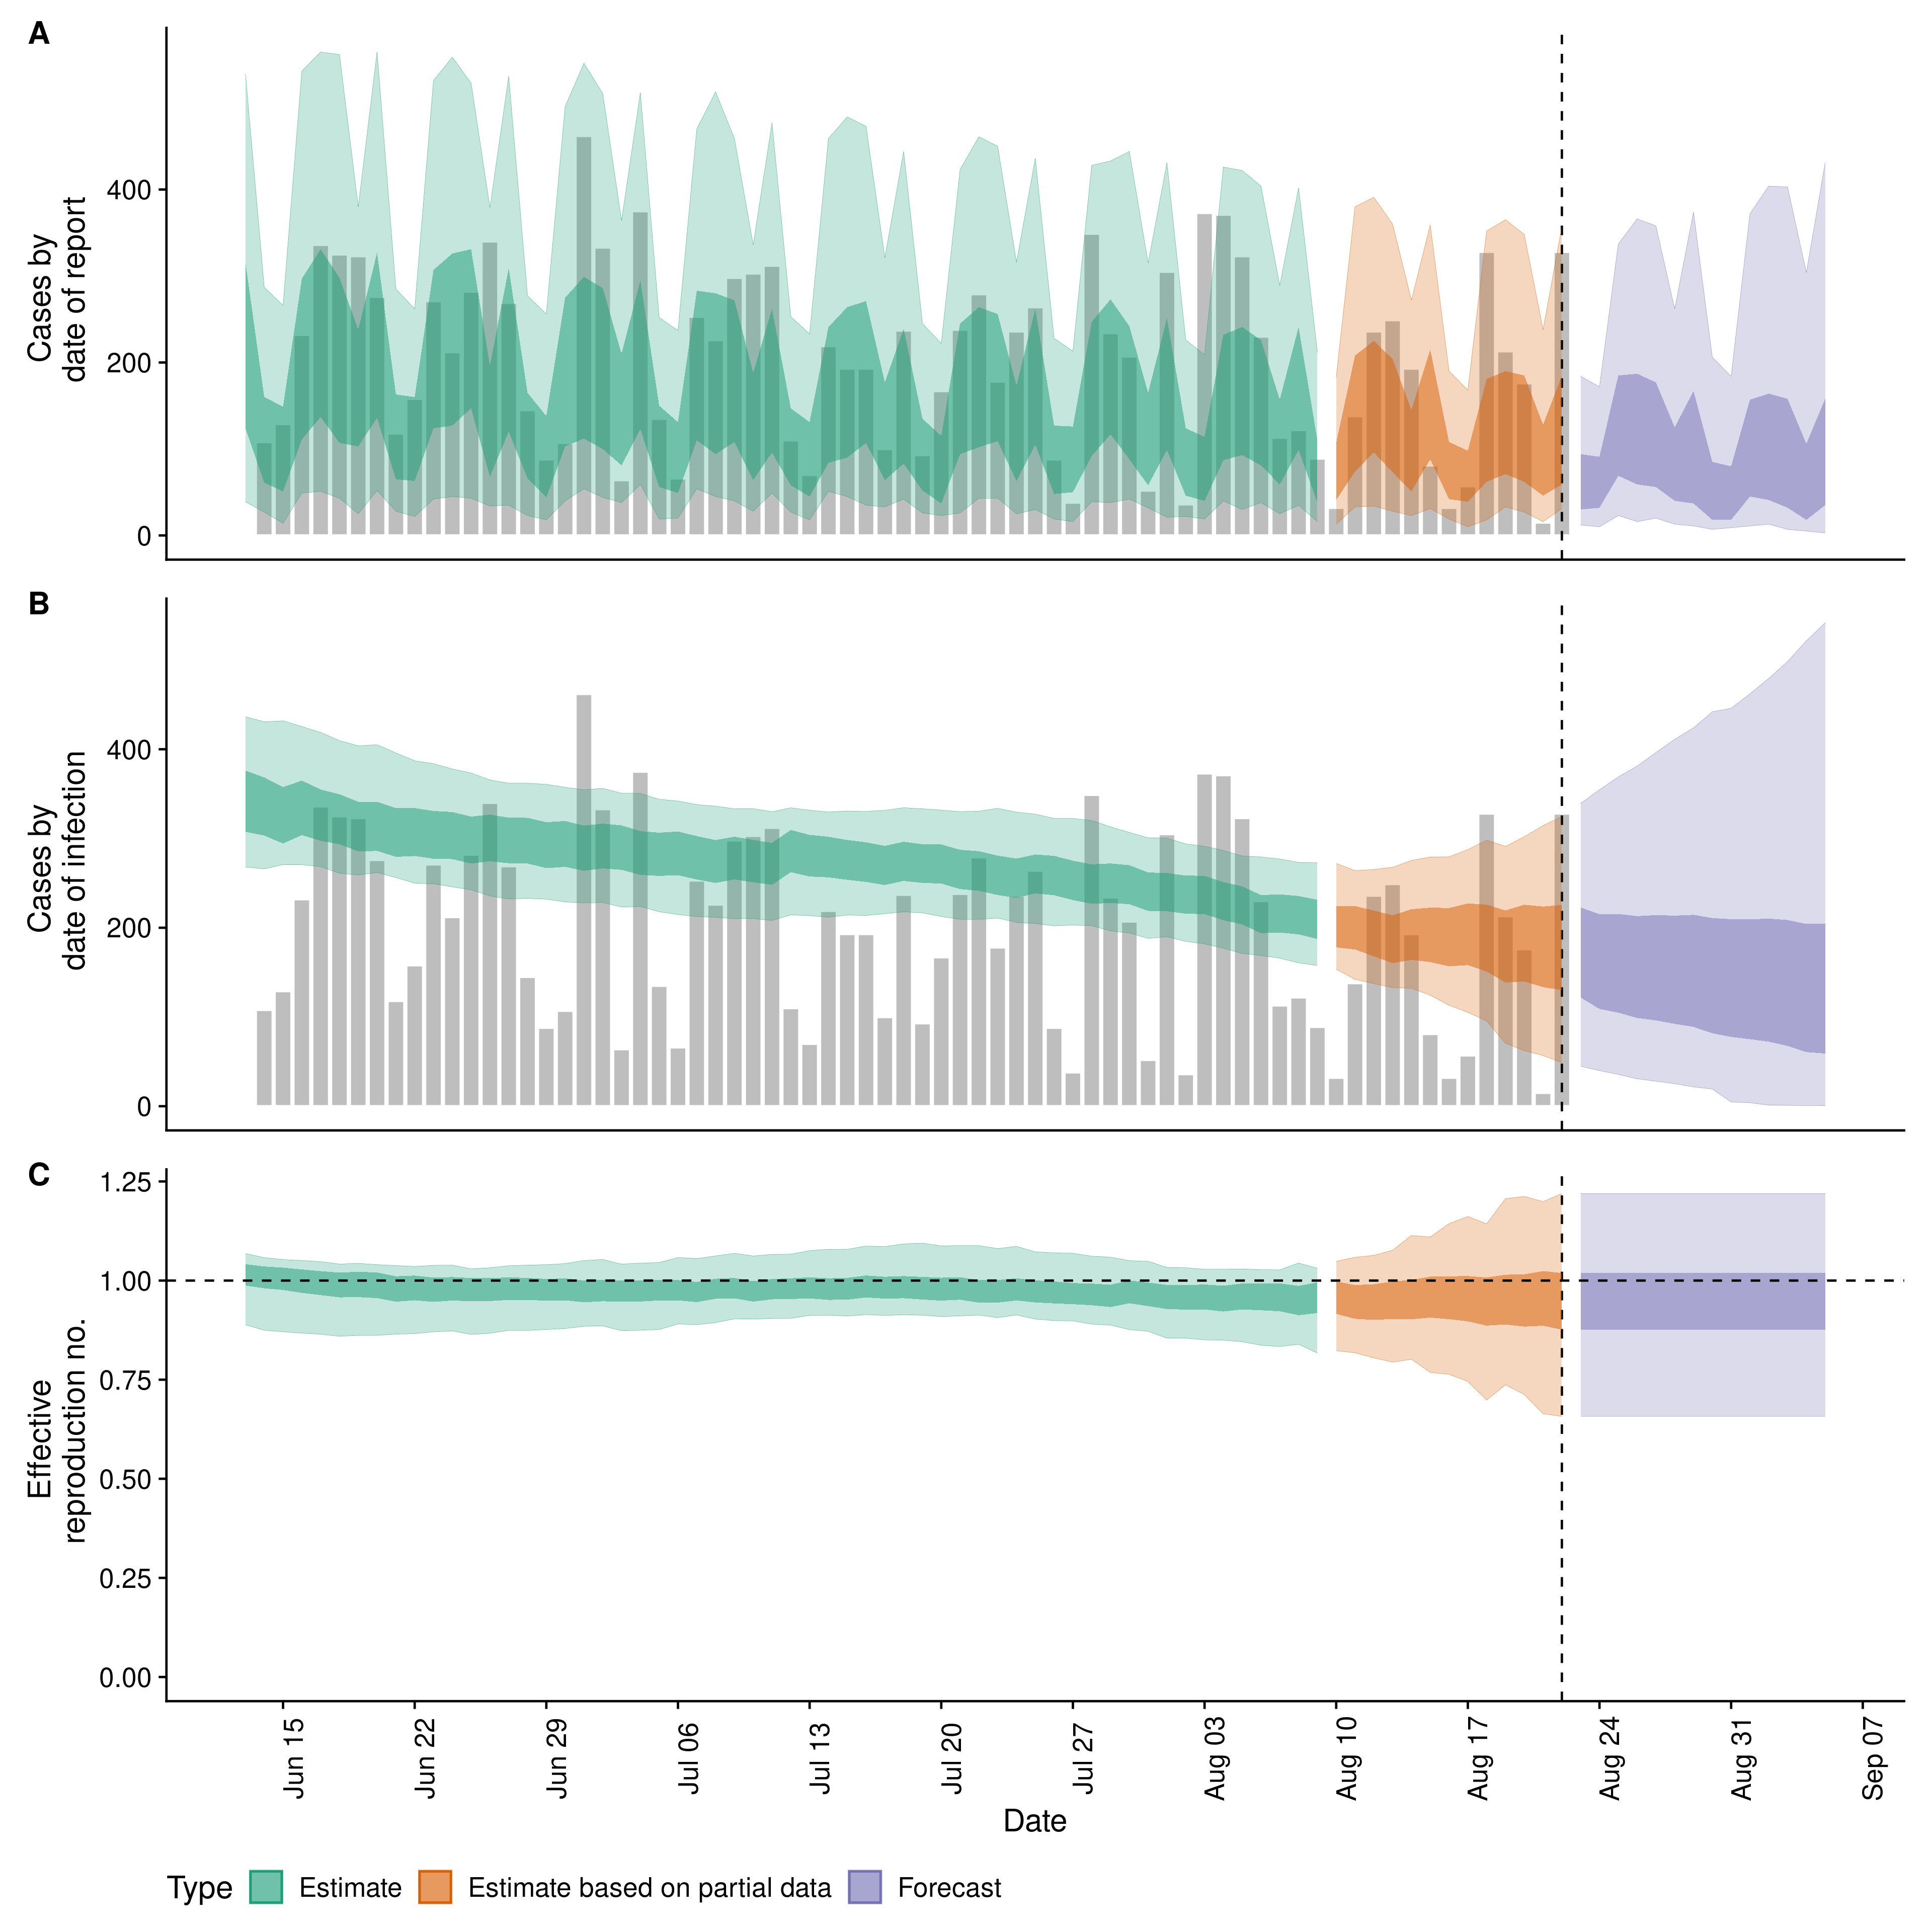 A
Cases by
date of report
400
200
0
B
Cases by
date of infection
400
200
0
C
Effective
reproduction no.
1.25
1.00
0.75
0.50
0.25
0.00
Jun 15
Jun 22
Jun 29
Jul 06
Jul 13
Jul 20
Jul 27
Aug 03
Aug 10
Aug 17
Aug 24
Aug 31
Sep 07
Date
Type Estimate Estimate based on partial data Forecast